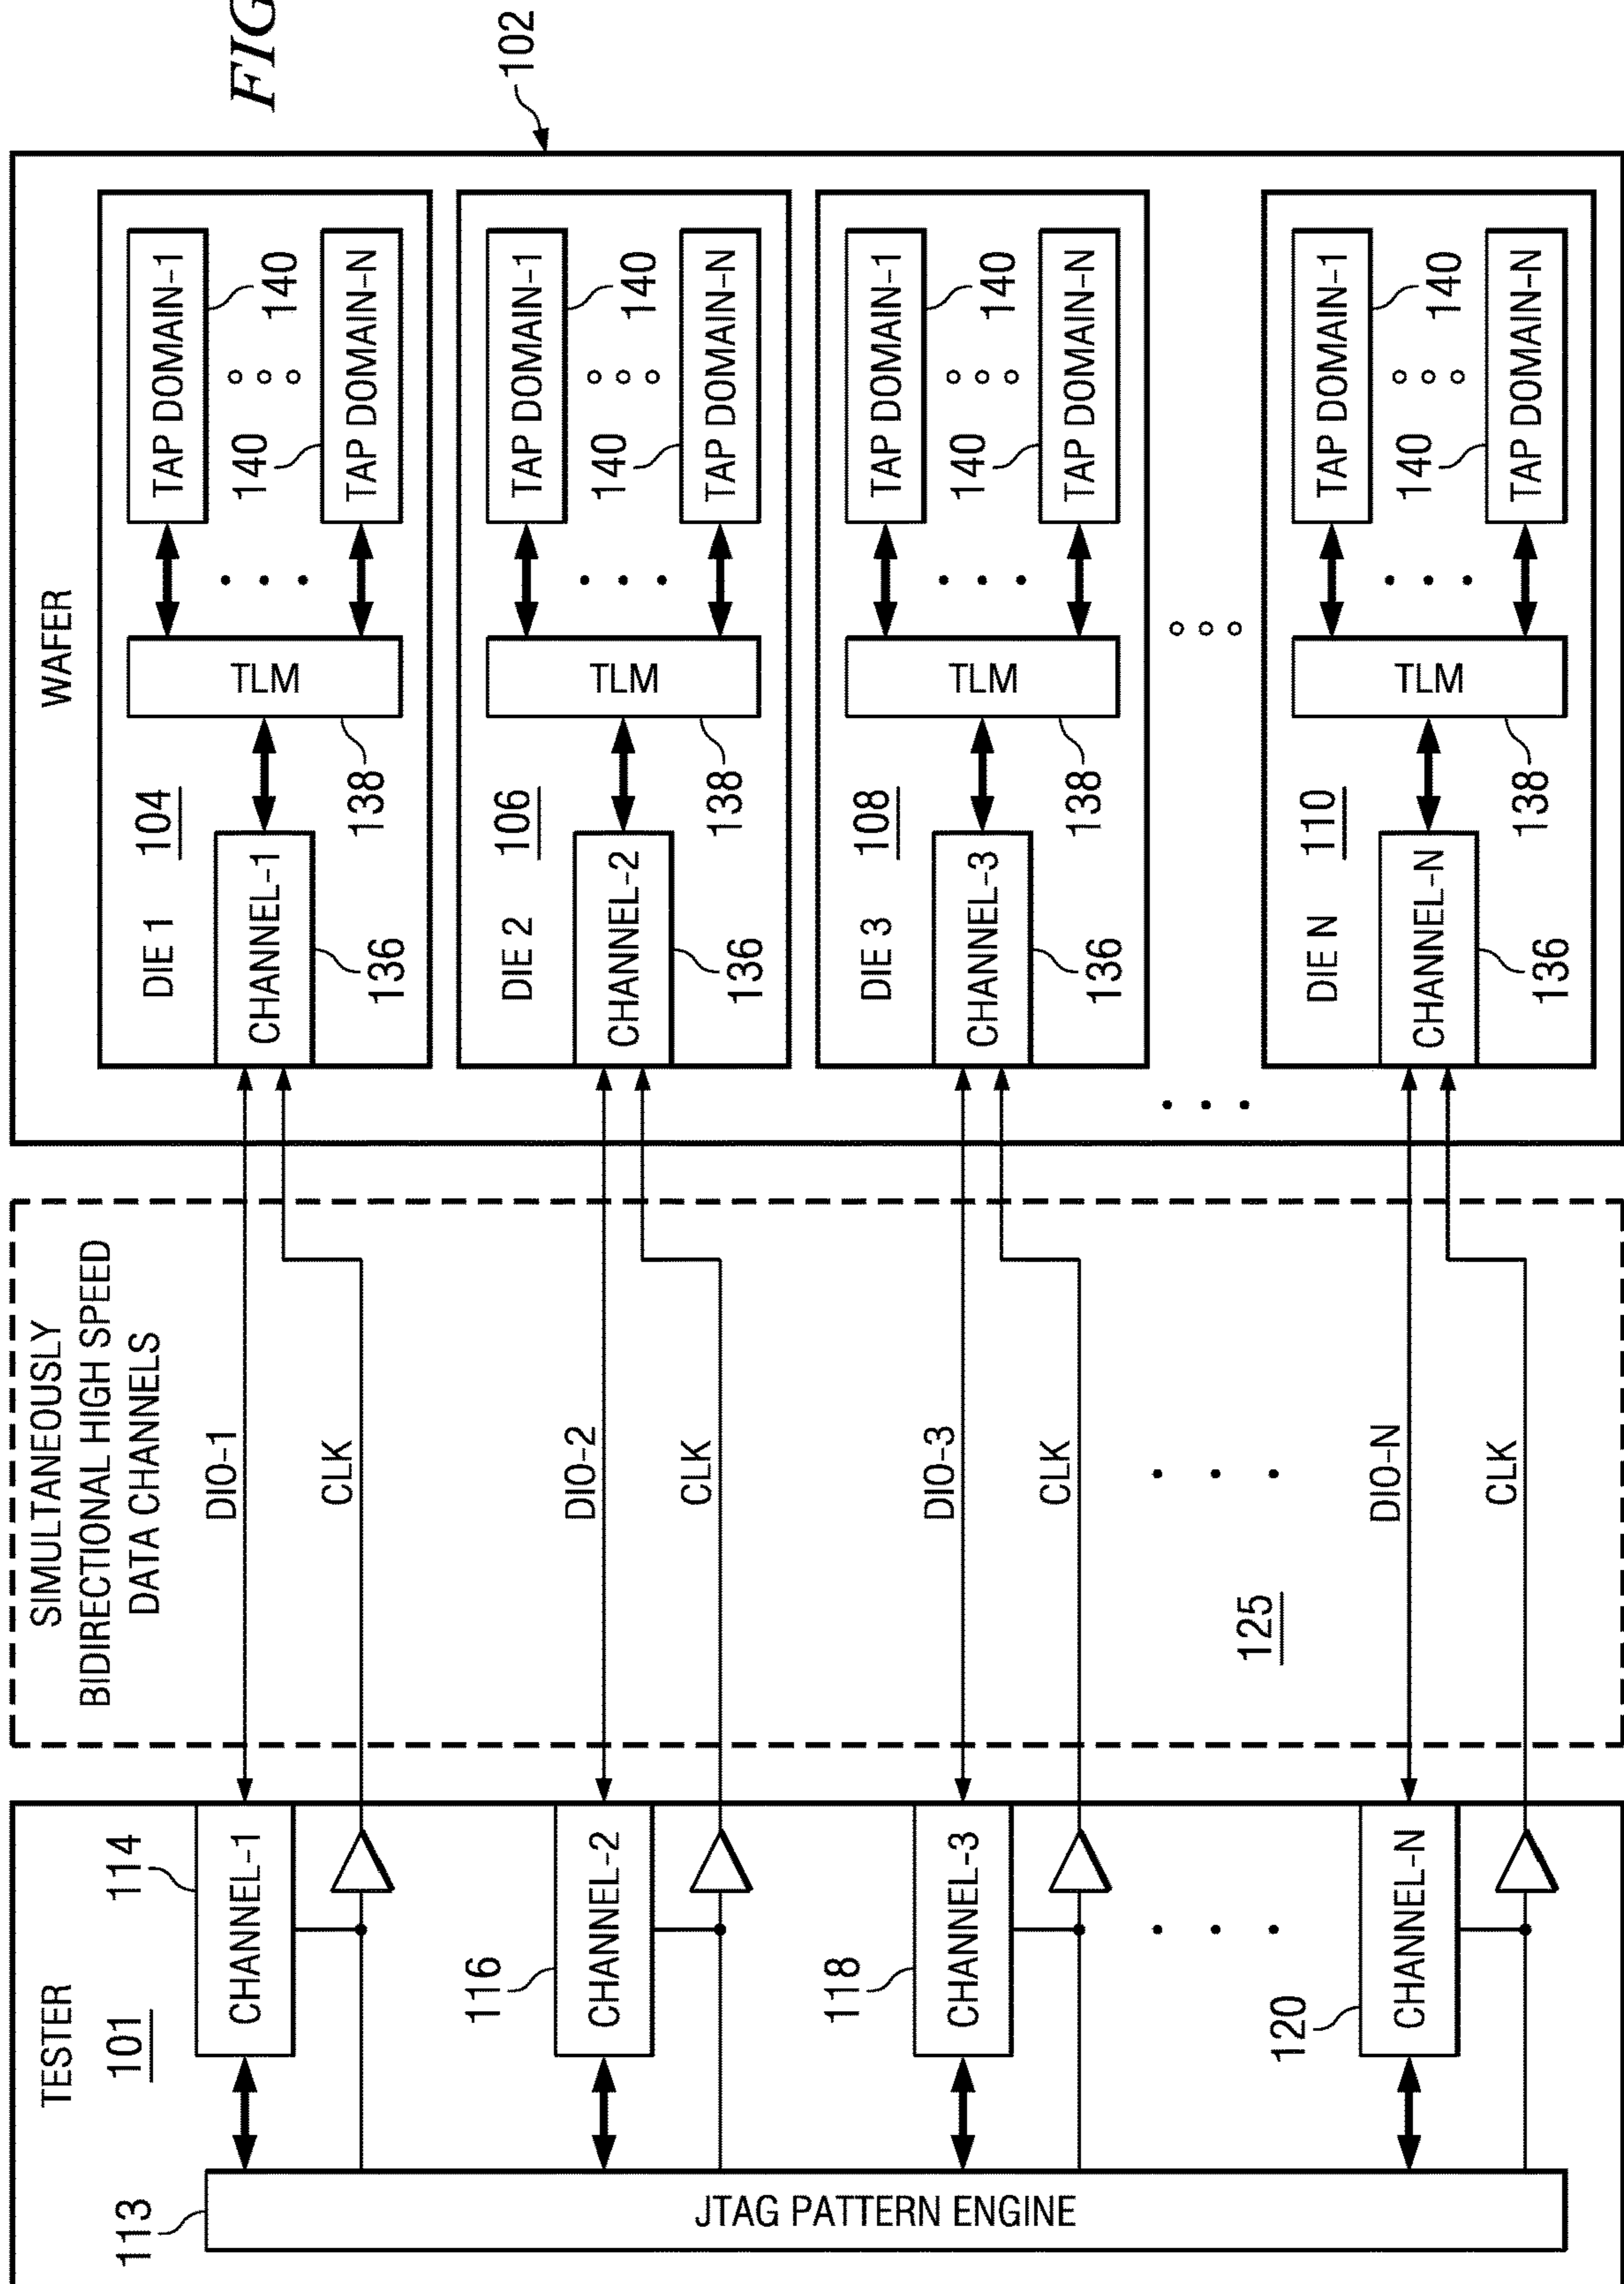 FIG
102
TESTER
101
113
JTAG PATTERN ENGINE
114
CHANNEL-1
116
CHANNEL-2
118
CHANNEL-3
120
CHANNEL-N
SIMULTANEOUSLY
BIDIRECTIONAL HIGH SPEED
DATA CHANNELS
DIO-1
CLK
DIO-2
CLK
DIO-3
CLK
DIO-N
CLK
125
WAFER
DIE 1
104
CHANNEL-1
136
TLM
138
TAP DOMAIN-1
140
140
TAP DOMAIN-N
DIE 2
106
CHANNEL-2
136
TLM
138
TAP DOMAIN-1
140
140
TAP DOMAIN-N
DIE 3
108
CHANNEL-3
136
TLM
138
TAP DOMAIN-1
140
140
TAP DOMAIN-N
DIE N
110
CHANNEL-N
136
TLM
138
TAP DOMAIN-1
140
140
TAP DOMAIN-N